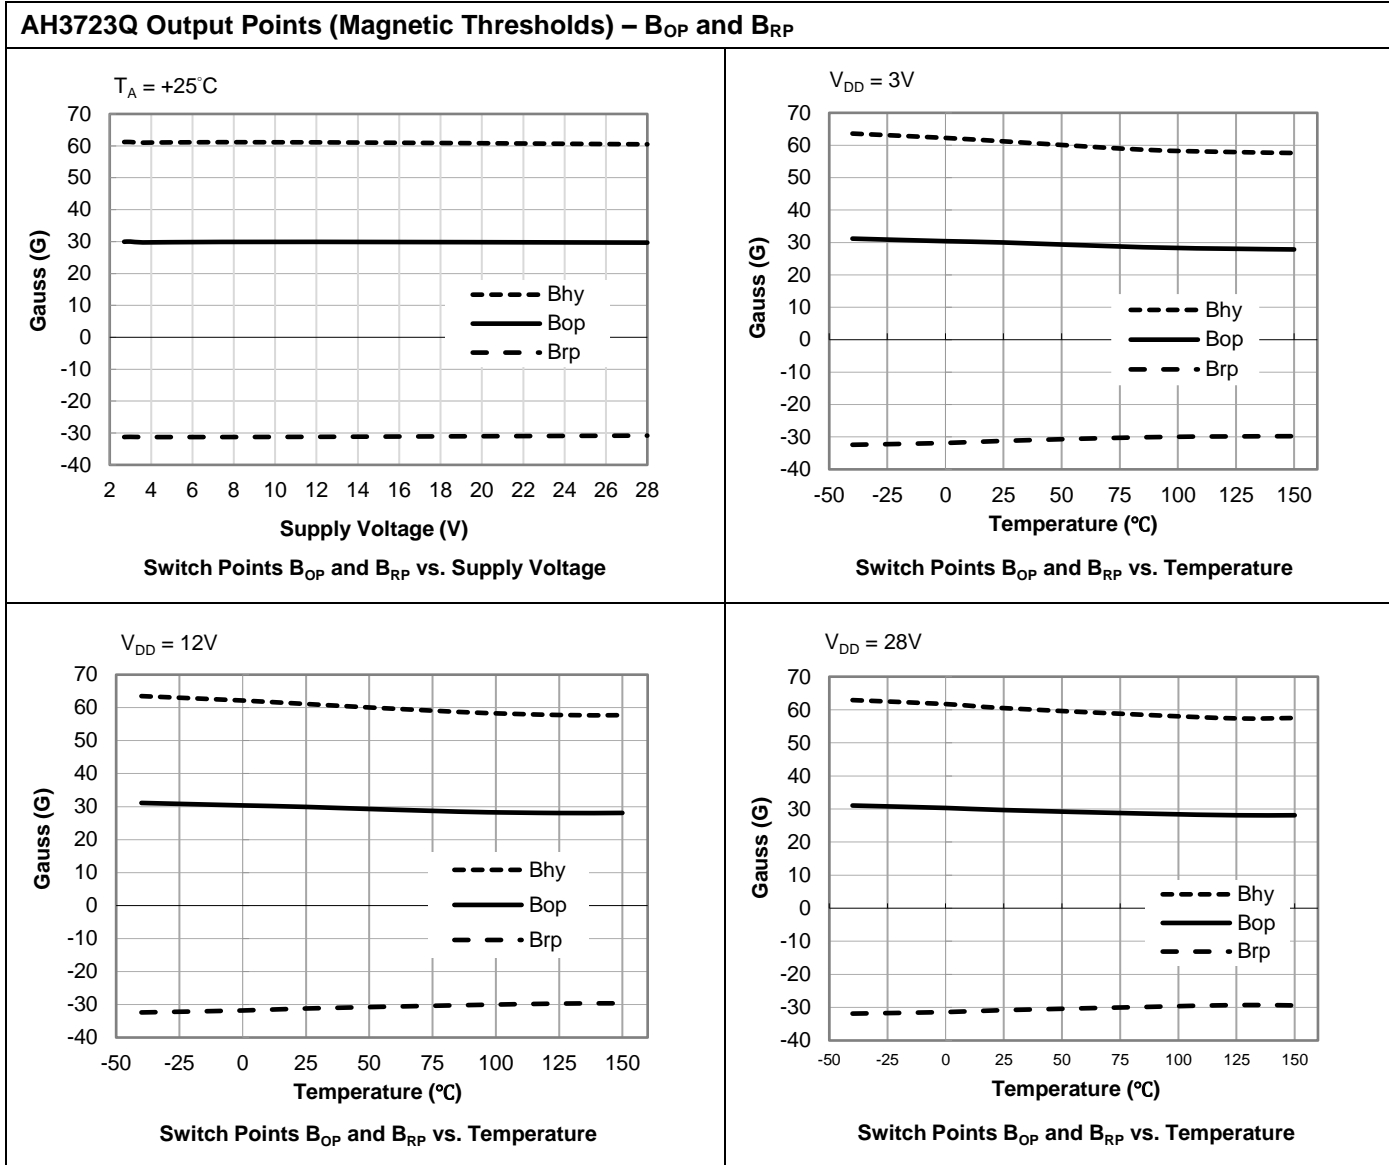 AH3723Q Output Points (Magnetic Thresholds) – BOP and BRP
TA = +25°C
70
60
50
40
30
20
10
0
-10
-20
-30
-40
Gauss (G)
Bhy
Bop
Brp
2 4 6 8 10 12 14 16 18 20 22 24 26 28
Supply Voltage (V)
Switch Points BOP and BRP vs. Supply Voltage
VDD = 3V
70
60
50
40
30
20
10
0
-10
-20
-30
-40
Gauss (G)
Bhy
Bop
Brp
-50 -25 0 25 50 75 100 125 150
Temperature (℃)
Switch Points BOP and BRP vs. Temperature
VDD = 12V
70
60
50
40
30
20
10
0
-10
-20
-30
-40
Gauss (G)
Bhy
Bop
Brp
-50 -25 0 25 50 75 100 125 150
Temperature (℃)
Switch Points BOP and BRP vs. Temperature
VDD = 28V
70
60
50
40
30
20
10
0
-10
-20
-30
-40
Gauss (G)
Bhy
Bop
Brp
-50 -25 0 25 50 75 100 125 150
Temperature (℃)
Switch Points BOP and BRP vs. Temperature